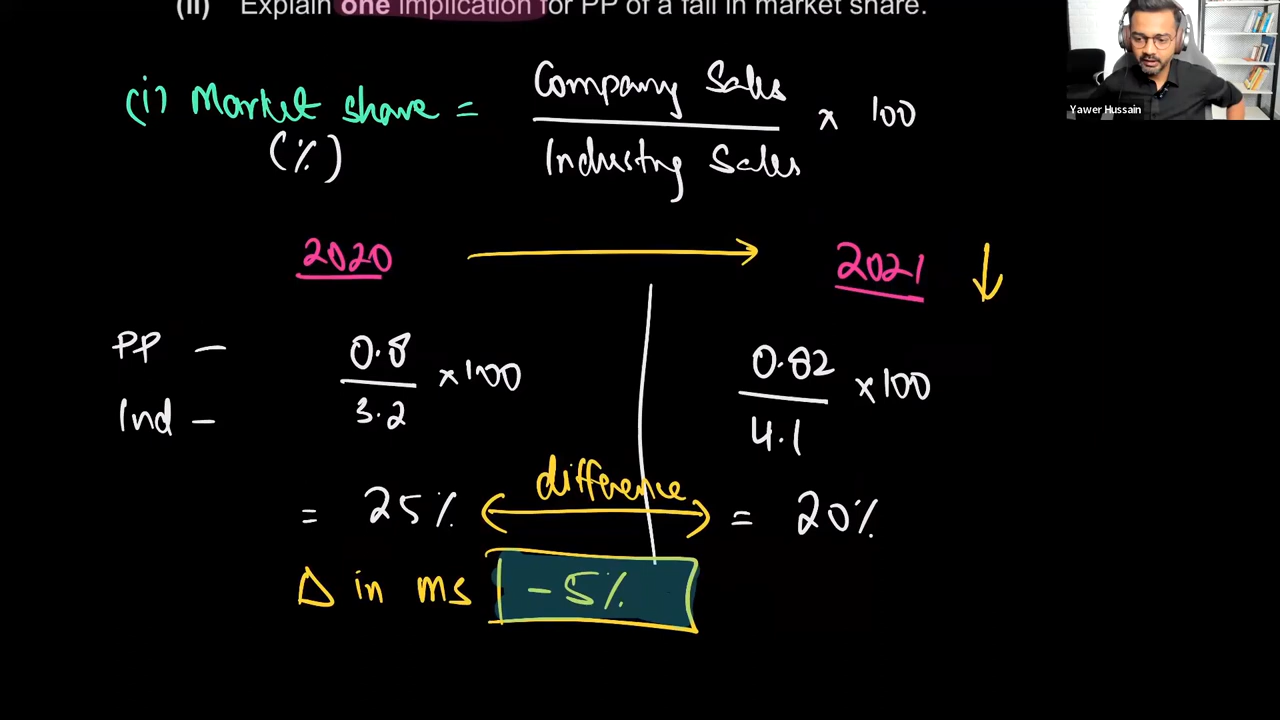 (ii) Explain one implication for PP of a fall in market share.
Yawer Hussain
(i) Market share = Company Sales
Industry Sales × 100
(%)
2020 → 2021 ↓
PP - 0.8 × 100 0.82 × 100
Ind - 3.2 4.1
difference
= 25% = 20%
Δ in ms -5%